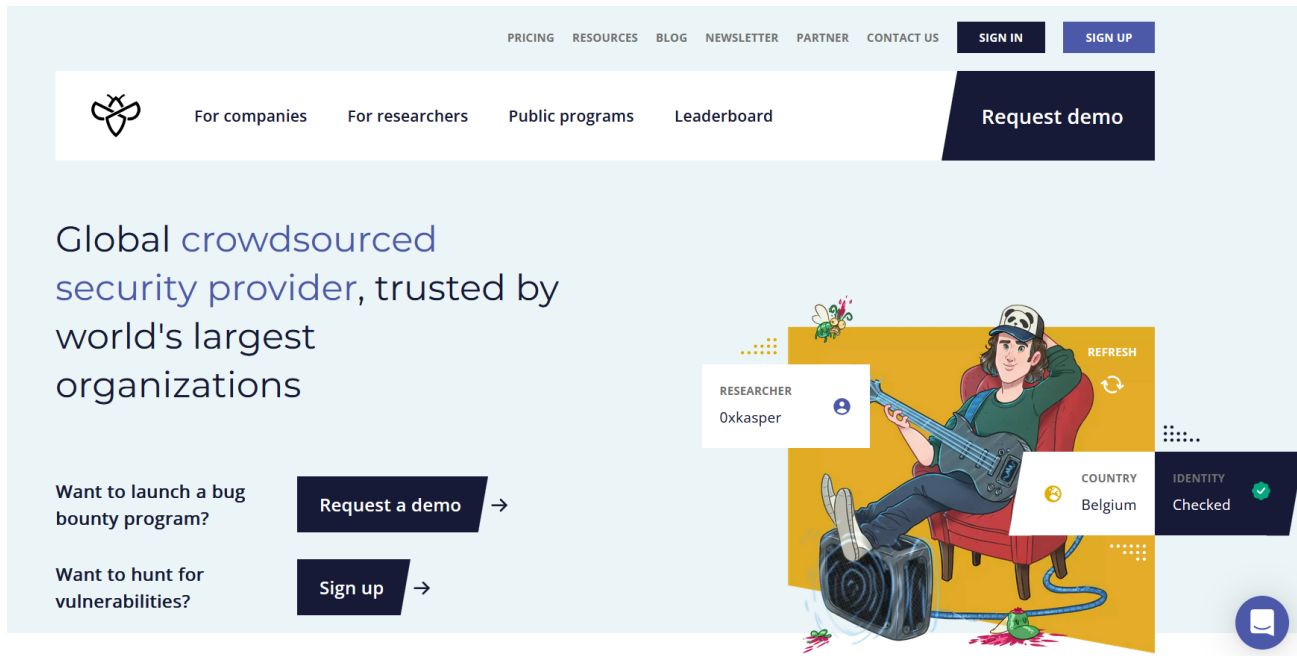 PRICING RESOURCES BLOG NEWSLETTER PARTNER CONTACT US SIGN IN SIGN UP
For companies For researchers Public programs Leaderboard Request demo
Global crowdsourced
security provider, trusted by
world's largest
organizations
REFRESH
RESEARCHER
0xkasper
COUNTRY
Belgium
IDENTITY
Checked
Want to launch a bug
bounty program?
Request a demo
Want to hunt for
vulnerabilities?
Sign up